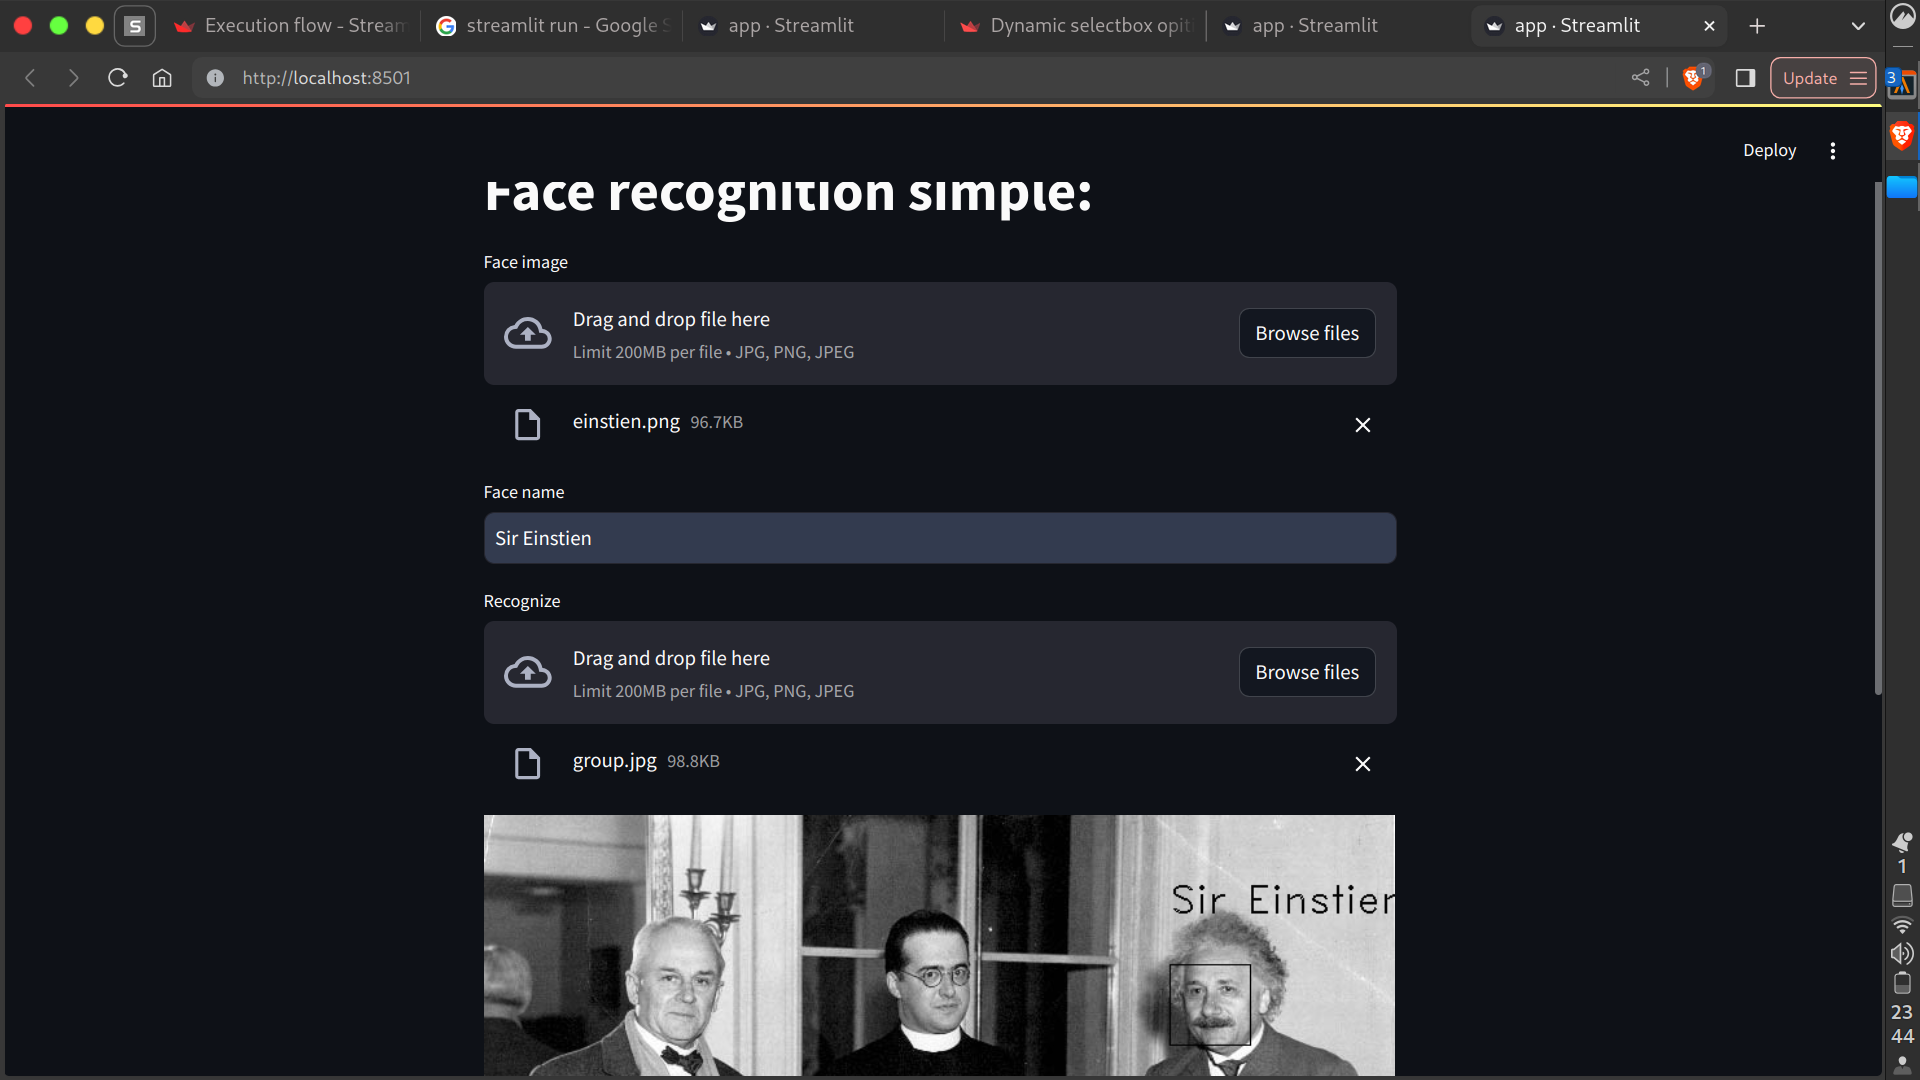 S
Execution flow - Stream
streamlit run - Google S
app · Streamlit
Dynamic selectbox opiti
app · Streamlit
app · Streamlit
http://localhost:8501
1
Update
3
Deploy
Face recognition simple:
Face image
Drag and drop file here
Limit 200MB per file • JPG, PNG, JPEG
Browse files
einstien.png 96.7KB
Face name
Sir Einstien
Recognize
Drag and drop file here
Limit 200MB per file • JPG, PNG, JPEG
Browse files
group.jpg 98.8KB
Sir Einstien
1
23
44